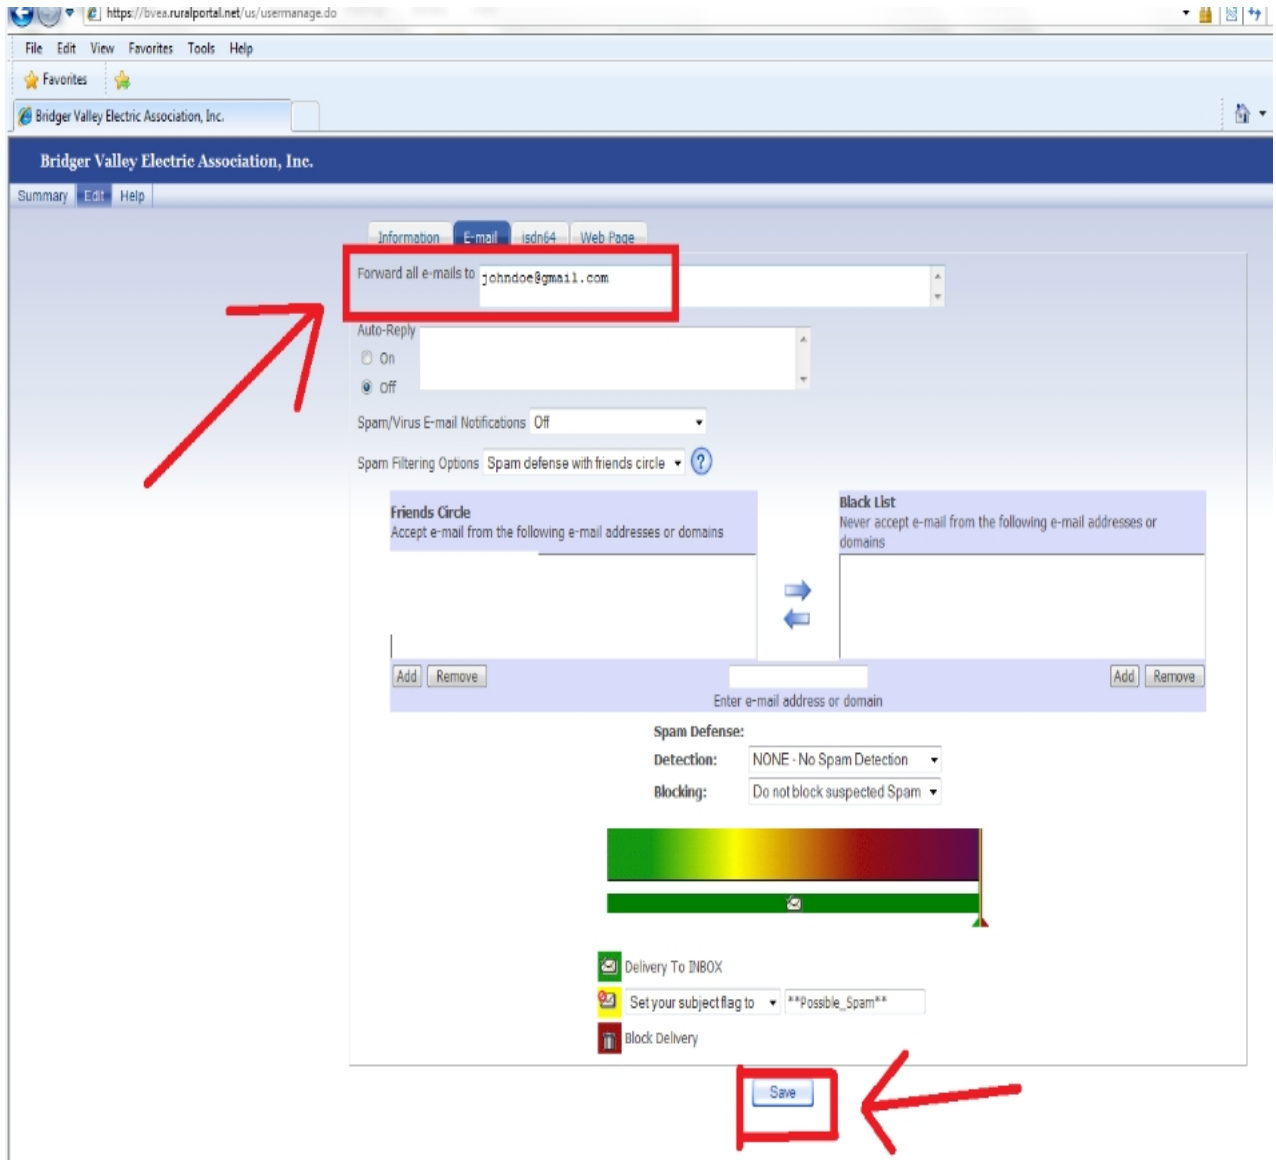 https://bvea.ruralportal.net/us/usermanage.do
File Edit View Favorites Tools Help
Favorites
Bridger Valley Electric Association, Inc.
Bridger Valley Electric Association, Inc.
Summary Edit Help
Information E-mail isdn64 Web Page
Forward all e-mails to johndoe@gmail.com
Auto-Reply
On
Off
Spam/Virus E-mail Notifications Off
Spam Filtering Options Spam defense with friends circle ?
Friends Circle
Accept e-mail from the following e-mail addresses or domains
Black List
Never accept e-mail from the following e-mail addresses or
domains
Add Remove
Add Remove
Enter e-mail address or domain
Spam Defense:
Detection: NONE - No Spam Detection
Blocking: Do not block suspected Spam
Delivery To INBOX
Set your subject flag to **Possible_Spam**
Block Delivery
Save